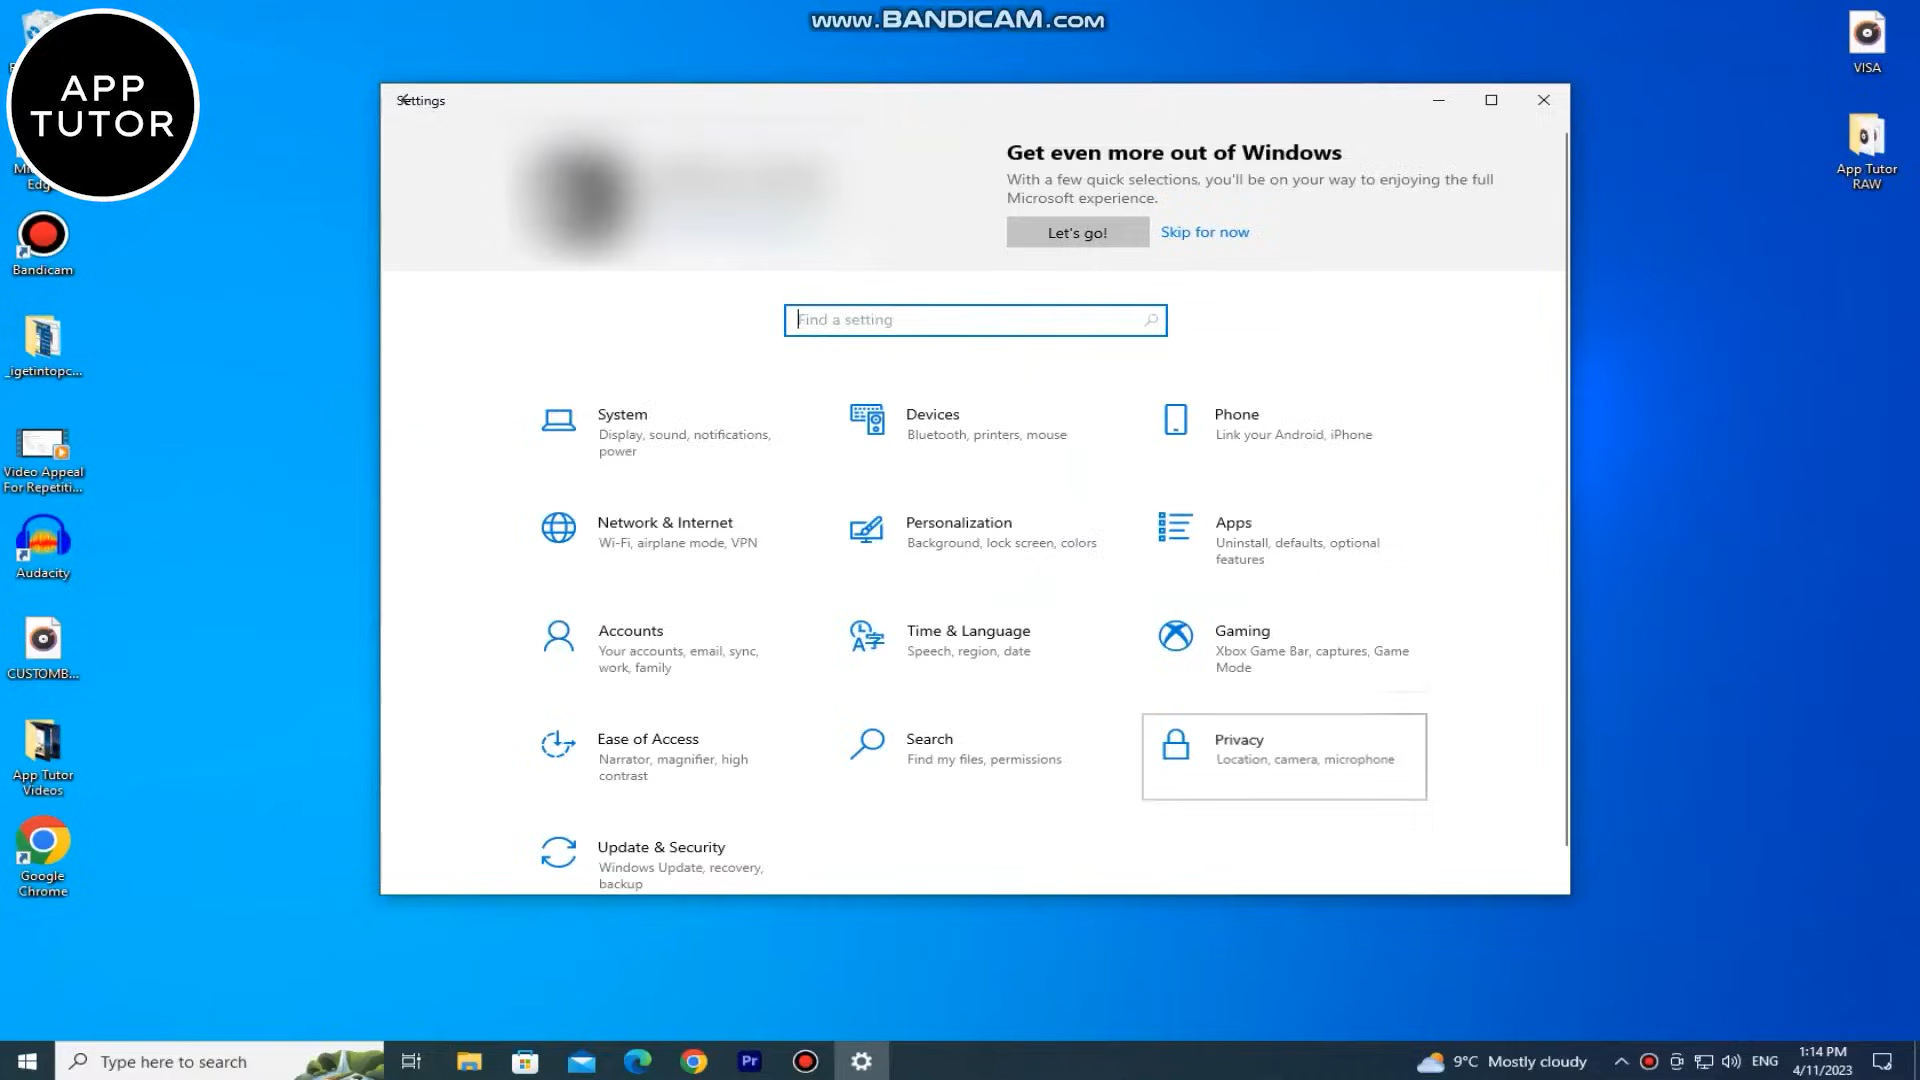 www.BANDICAM.com
APP
TUTOR
Edg
Bandicam
_igetintopc...
Video Appeal
For Repetiti...
Audacity
CUSTOMB...
App Tutor
Videos
Google
Chrome
Settings
Get even more out of Windows
With a few quick selections, you'll be on your way to enjoying the full
Microsoft experience.
Let's go!
Skip for now
Find a setting
System
Display, sound, notifications,
power
Devices
Bluetooth, printers, mouse
Phone
Link your Android, iPhone
Network & Internet
Wi-Fi, airplane mode, VPN
Personalization
Background, lock screen, colors
Apps
Uninstall, defaults, optional
features
Accounts
Your accounts, email, sync,
work, family
Time & Language
Speech, region, date
Gaming
Xbox Game Bar, captures, Game
Mode
Ease of Access
Narrator, magnifier, high
contrast
Search
Find my files, permissions
Privacy
Location, camera, microphone
Update & Security
Windows Update, recovery,
backup
VISA
App Tutor
RAW
Type here to search
Pr
9°C Mostly cloudy
ENG
1:14 PM
4/11/2023